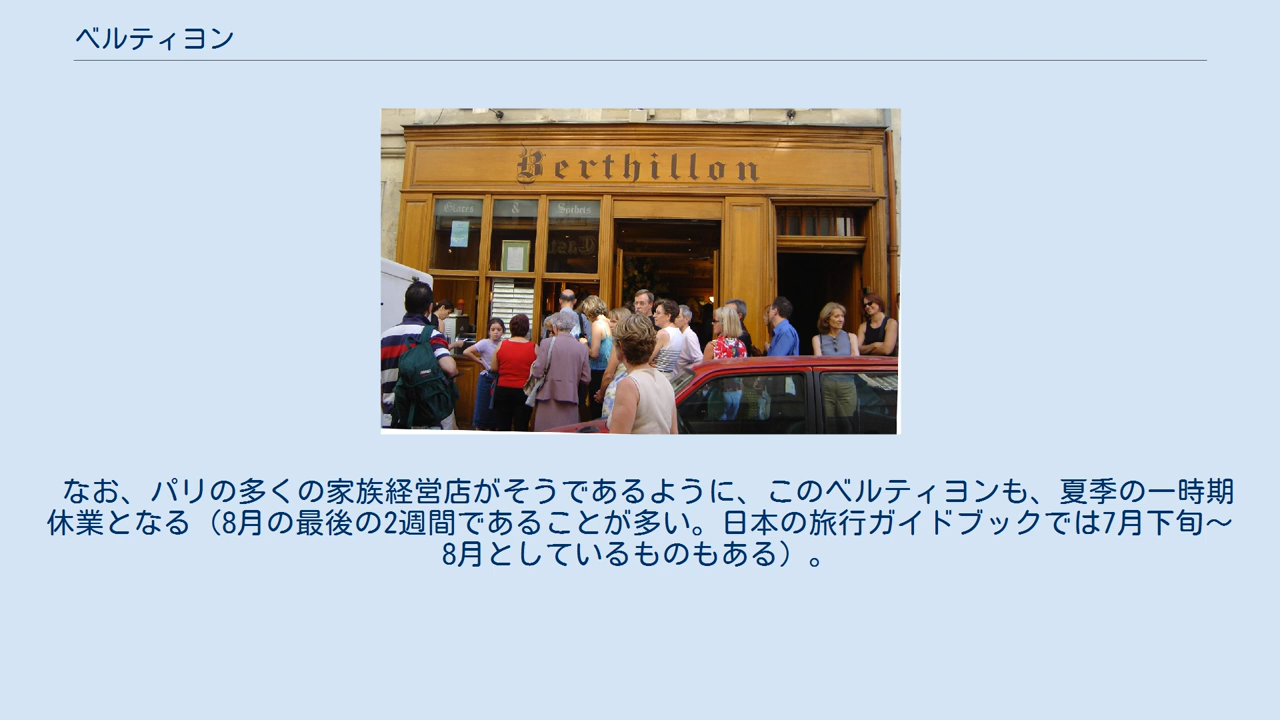 ベルティヨン
Berthillon
Glaces & Sorbets
なお、パリの多くの家族経営店がそうであるように、このベルティヨンも、夏季の一時期
休業となる（8月の最後の2週間であることが多い。日本の旅行ガイドブックでは7月下旬～
8月としているものもある）。